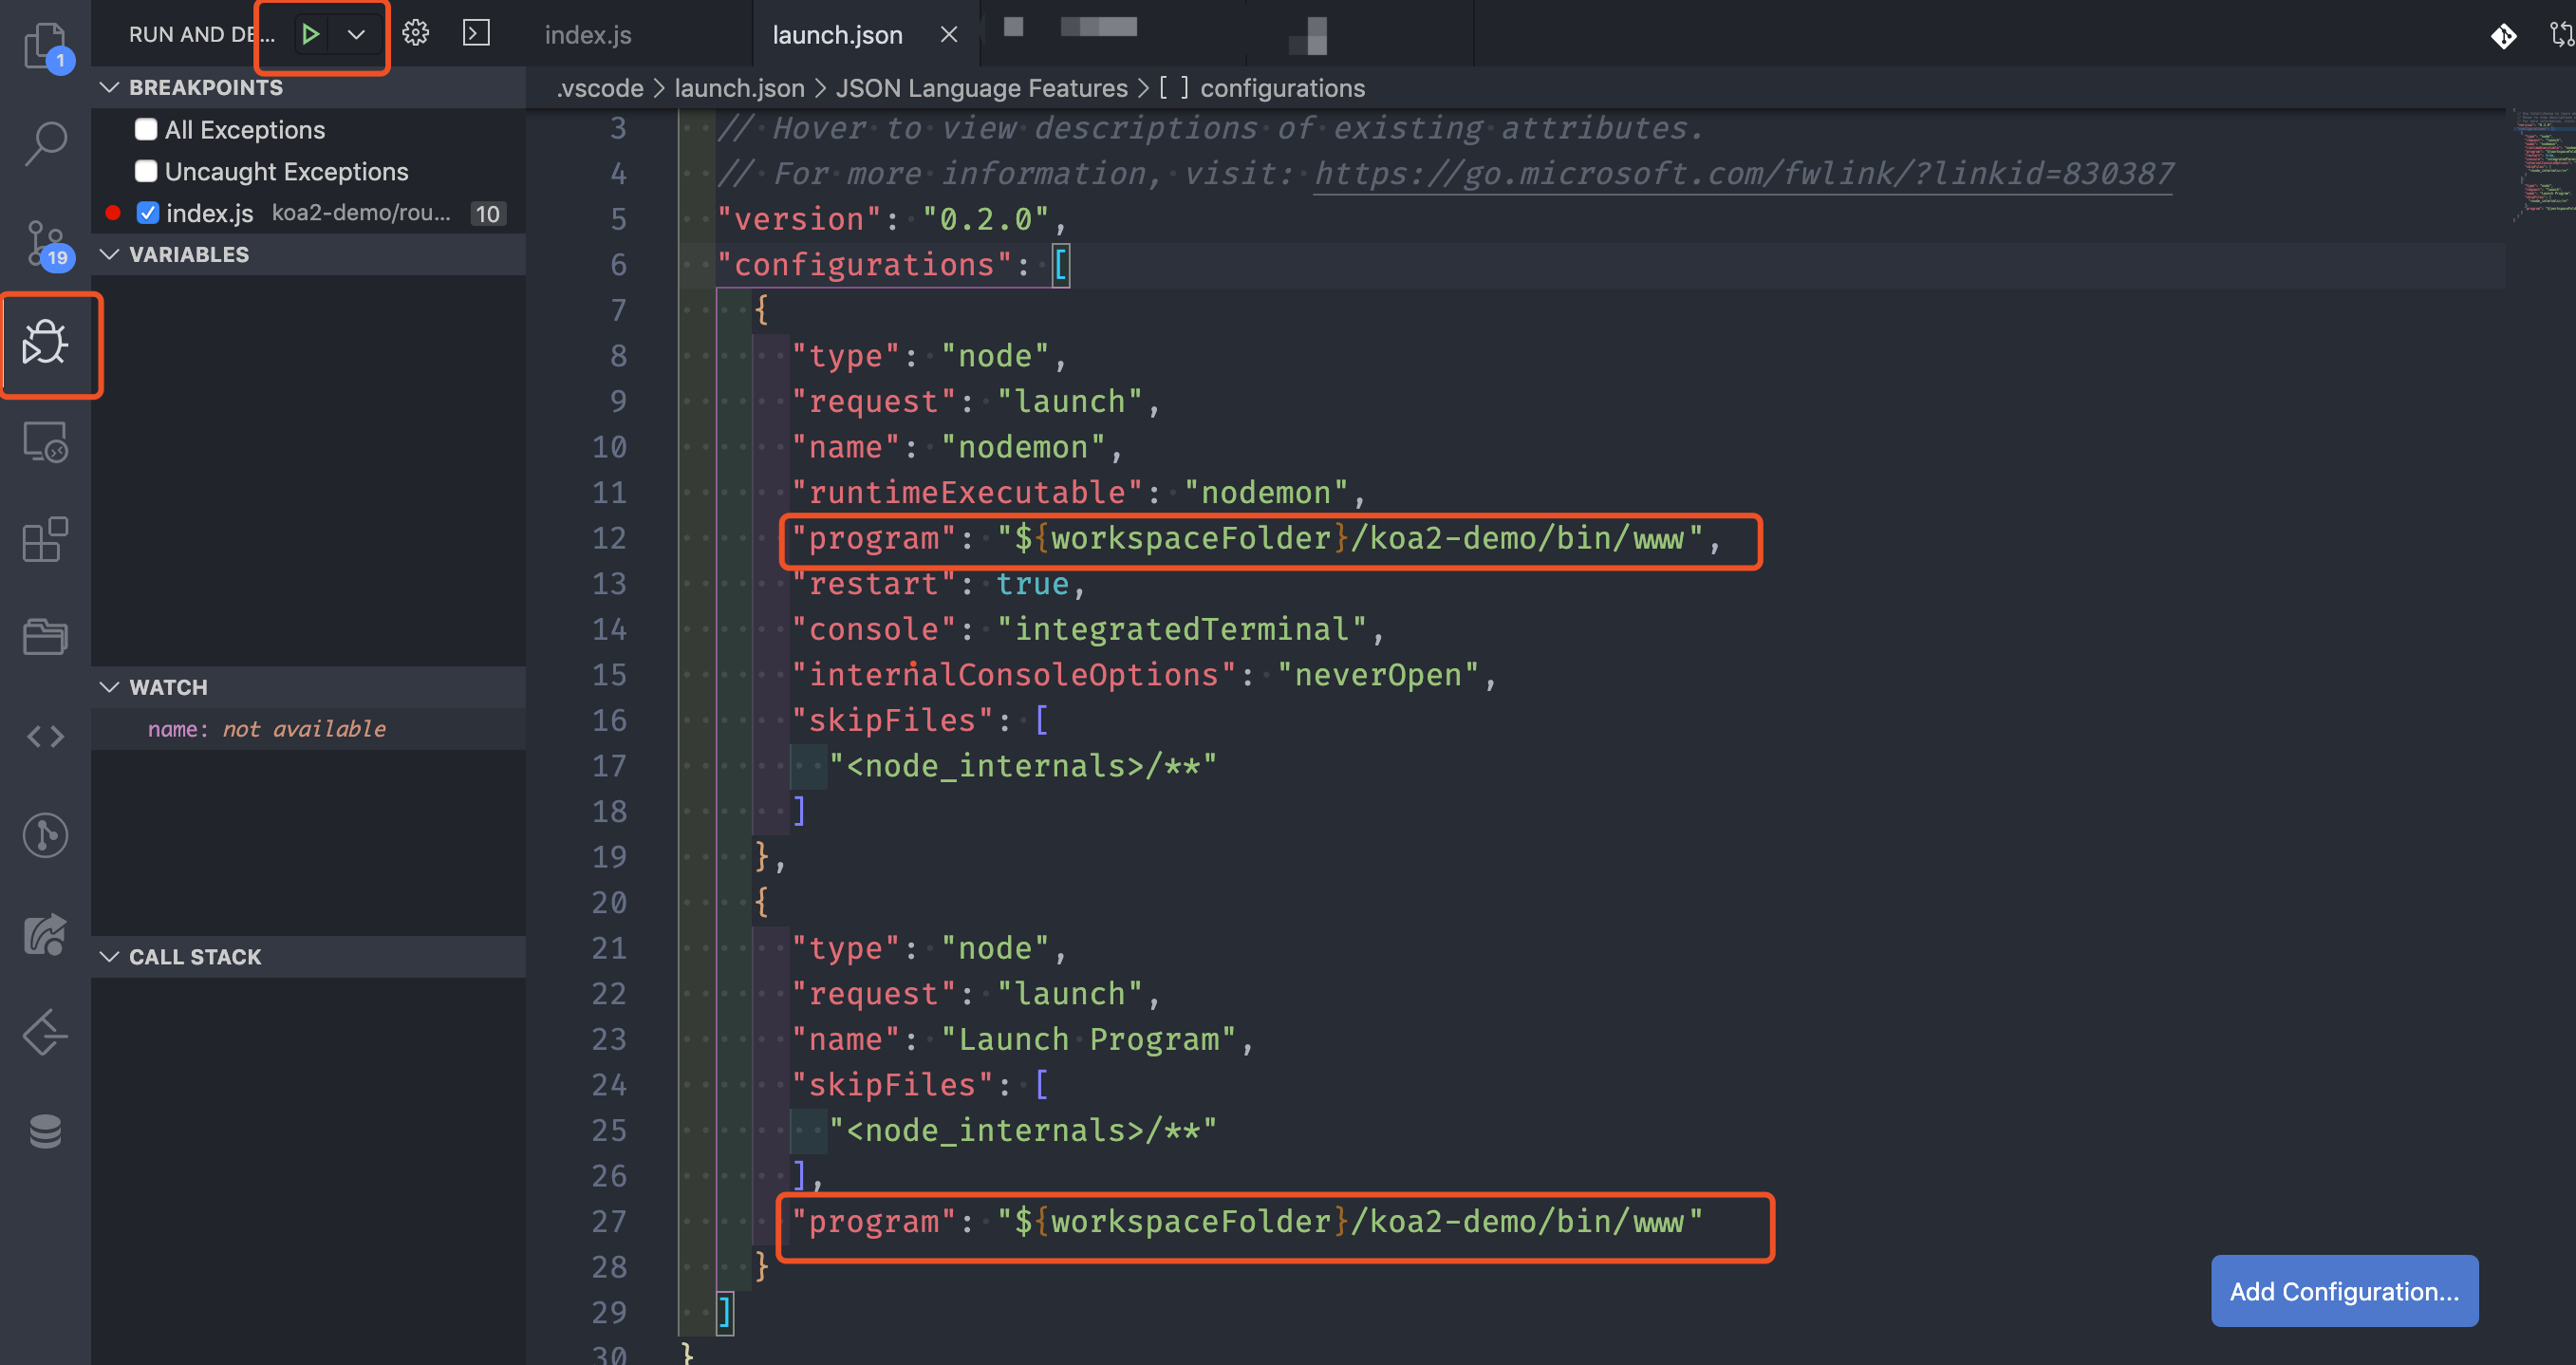 RUN AND DE...
index.js
launch.json
1
BREAKPOINTS
.vscode > launch.json > JSON Language Features > [ ] configurations
All Exceptions
Uncaught Exceptions
index.js koa2-demo/rou... 10
19
VARIABLES
WATCH
name: not available
CALL STACK
3 // Hover to view descriptions of existing attributes.
4 // For more information, visit: https://go.microsoft.com/fwlink/?linkid=830387
5 "version": "0.2.0",
6 "configurations": [
7 {
8 "type": "node",
9 "request": "launch",
10 "name": "nodemon",
11 "runtimeExecutable": "nodemon",
12 "program": "${workspaceFolder}/koa2-demo/bin/www",
13 "restart": true,
14 "console": "integratedTerminal",
15 "internalConsoleOptions": "neverOpen",
16 "skipFiles": [
17 "<node_internals>/**"
18 ]
19 },
20 {
21 "type": "node",
22 "request": "launch",
23 "name": "Launch Program",
24 "skipFiles": [
25 "<node_internals>/**"
26 ],
27 "program": "${workspaceFolder}/koa2-demo/bin/www"
28 }
29 ]
30 }
Add Configuration...